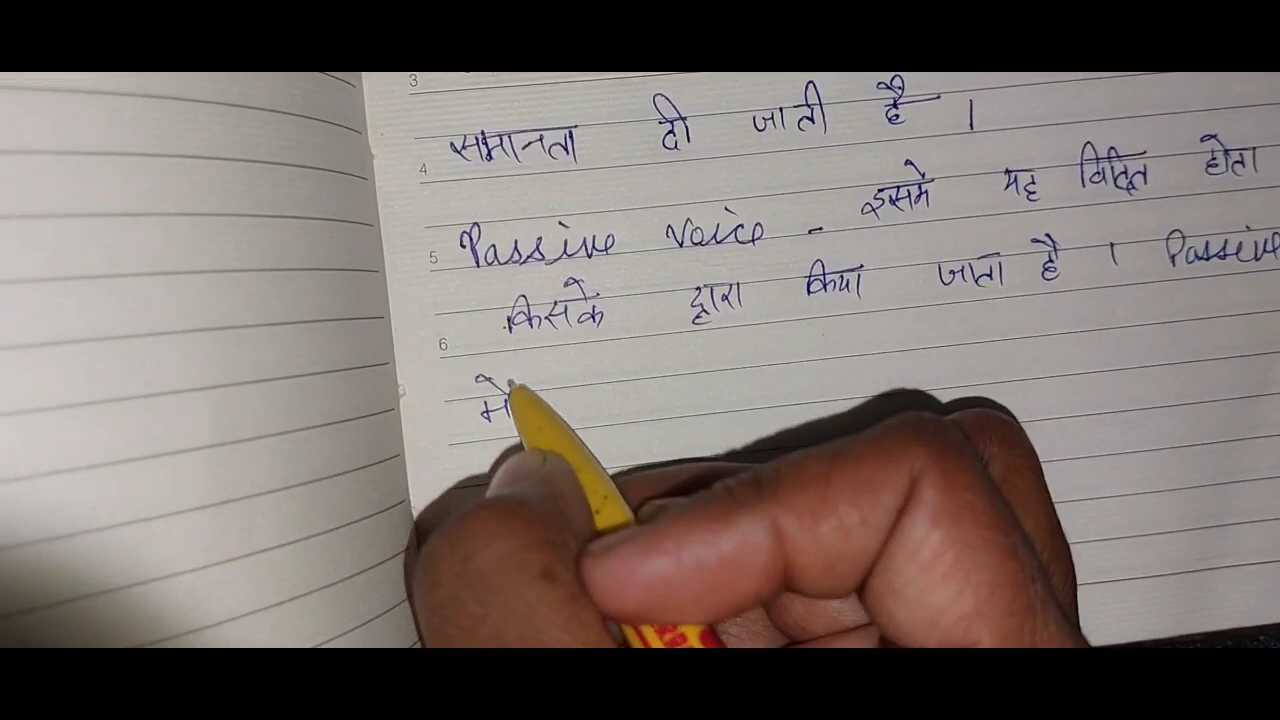 3
समानता दी जाती है ।
4
Passive Voice - इसमे यह विदित होता
5
किसके द्वारा किया जाता है । Passive
6
मे